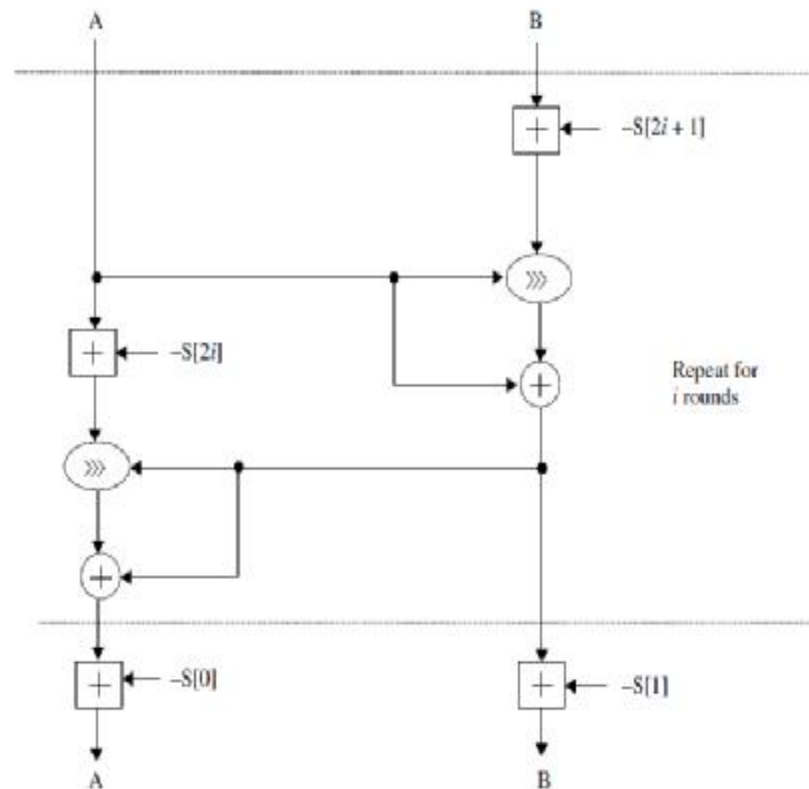 A
B
+
–S[2i + 1]
>>>
+
–S[2i]
+
Repeat for
i rounds
>>>
+
+
–S[0]
+
–S[1]
A
B